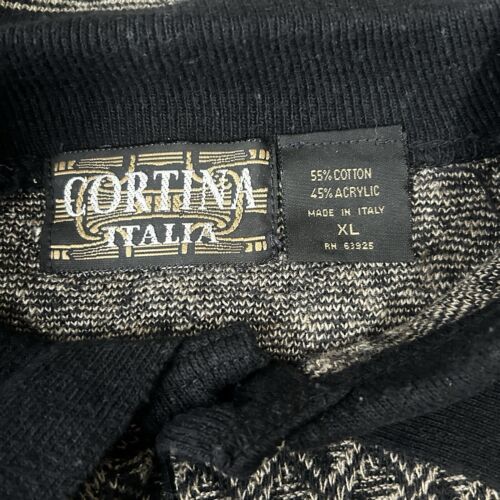 CORTINA
ITALIA
55% COTTON
45% ACRYLIC
MADE IN ITALY
XL
RN 63925